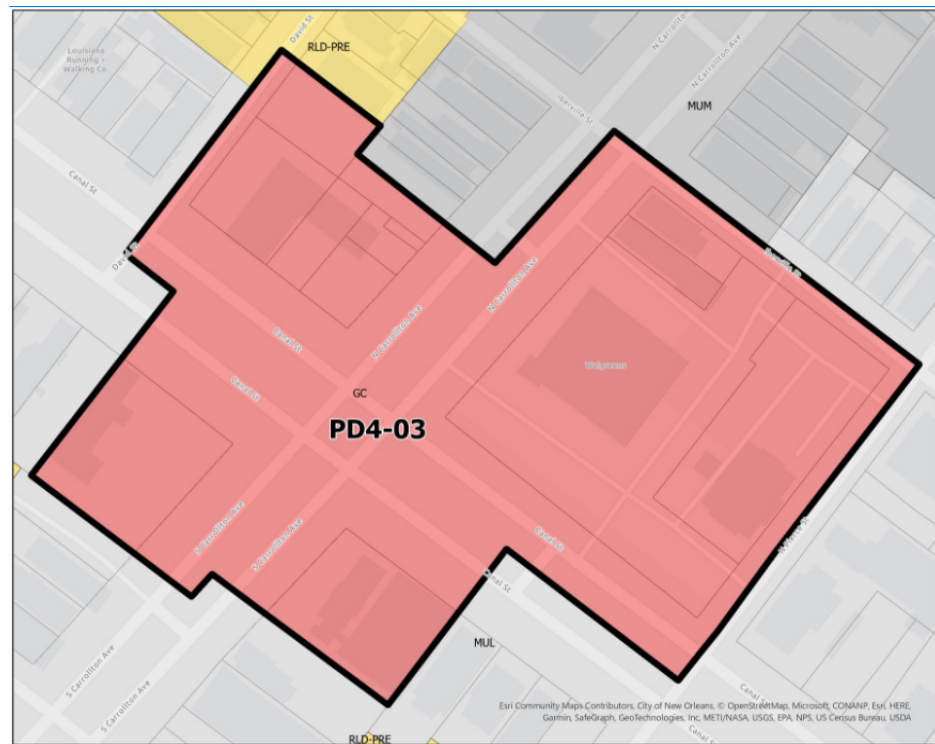 David St
RLD-PRE
N Carrollton Ave
N Carrollton Ave
Louisiana
Running +
Walking Co.
MUM
Canal St
David St
N Carrollton Ave
N Carrollton Ave
Canal St
Walgreens
Canal St
GC
PD4-03
S Carrollton Ave
S Carrollton Ave
Canal St
Canal St
MUL
S Carrollton Ave
S Carrollton Ave
Canal St
Esri Community Maps Contributors, City of New Orleans, © OpenStreetMap, Microsoft, CONANP, Esri, HERE,
Garmin, SafeGraph, GeoTechnologies, Inc, METI/NASA, USGS, EPA, NPS, US Census Bureau, USDA
RLD-PRE